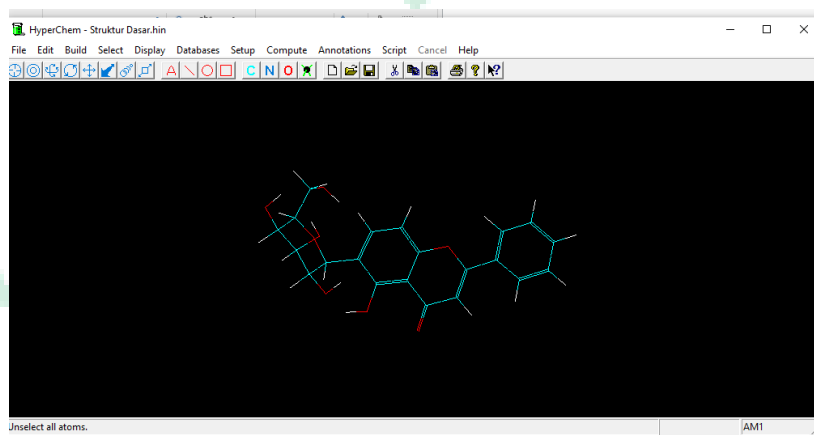 HyperChem - Struktur Dasar.hin
File Edit Build Select Display Databases Setup Compute Annotations Script Cancel Help
A C N O
Unselect all atoms. AM1